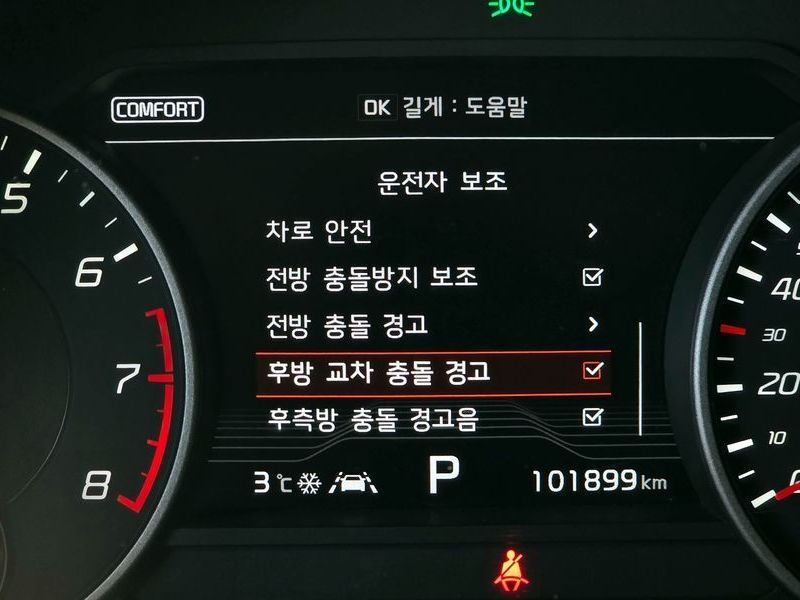 COMFORT
OK 길게 : 도움말
운전자 보조
차로 안전
전방 충돌방지 보조
전방 충돌 경고
후방 교차 충돌 경고
후측방 충돌 경고음
3 ℃ P 101899 km
5
6
7
8
40
30
20
10